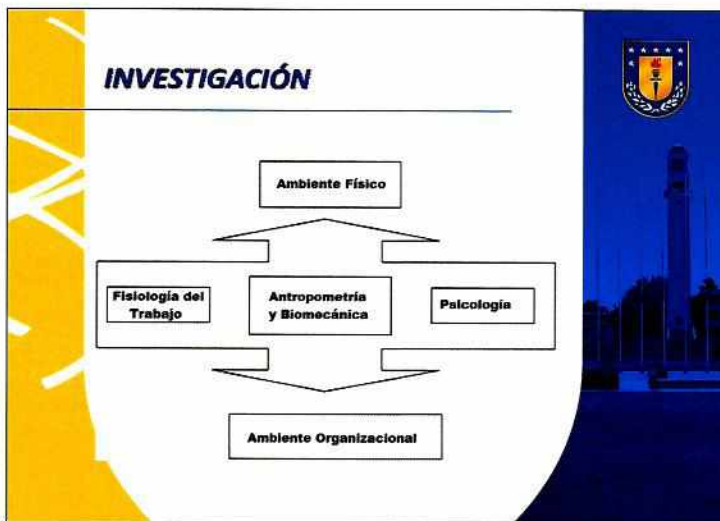 INVESTIGACIÓN
Ambiente Físico
Fisiología del
Trabajo
Antropometría
y Biomecánica
Psicología
Ambiente Organizacional